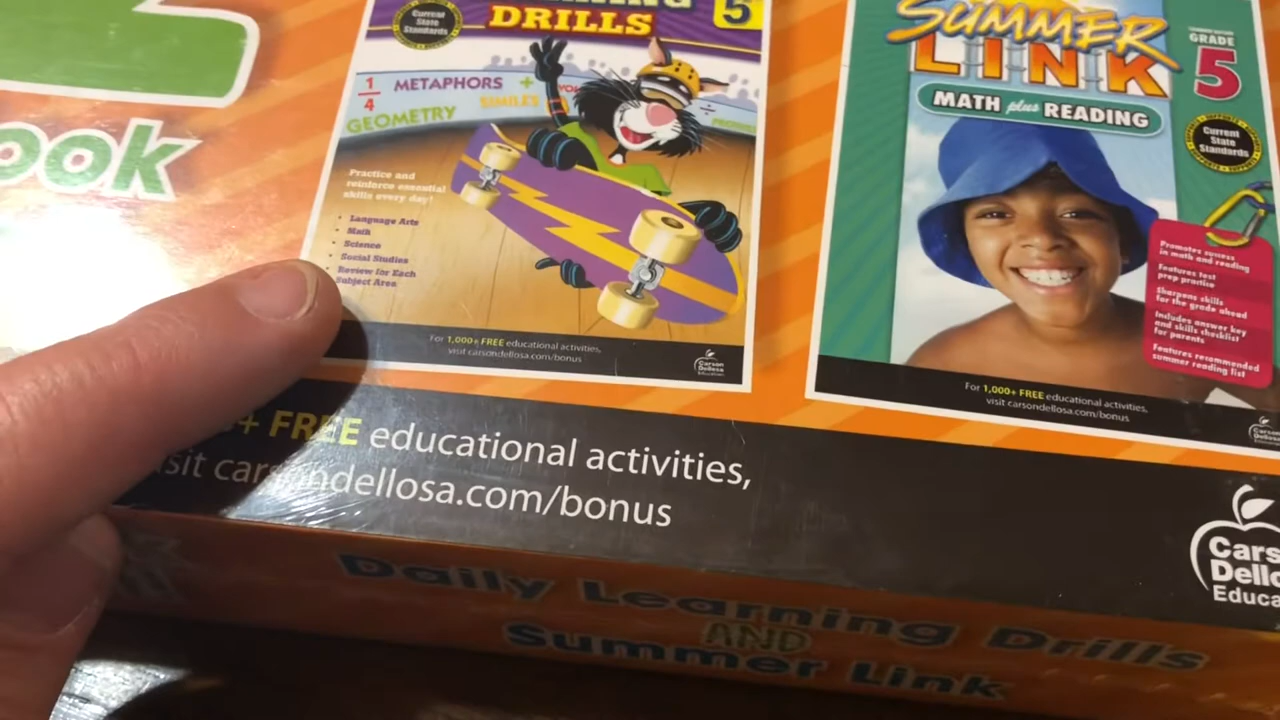 DRILLS
5
Current
State
Standards
1
4
METAPHORS +
SIMILES
GEOMETRY
÷
Practice and
reinforce essential
skills every day!
• Language Arts
• Math
• Science
• Social Studies
• Review for Each
Subject Area
For 1,000+ FREE educational activities,
visit carsondellosa.com/bonus
Carson
Dellosa
SUMMER
LINK
MATH plus READING
GRADE
5
SUPPORTS
Current
State
Standards
Promotes success
in math and reading
Features test
prep practice
Sharpens skills
for the grade ahead
Includes answer key
and skills checklist
for parents
Features recommended
summer reading list
For 1,000+ FREE educational activities,
visit carsondellosa.com/bonus
ook
+ FREE educational activities,
sit carsondellosa.com/bonus
Cars
Dello
Educa
Daily Learning Drills
AND
Summer Link